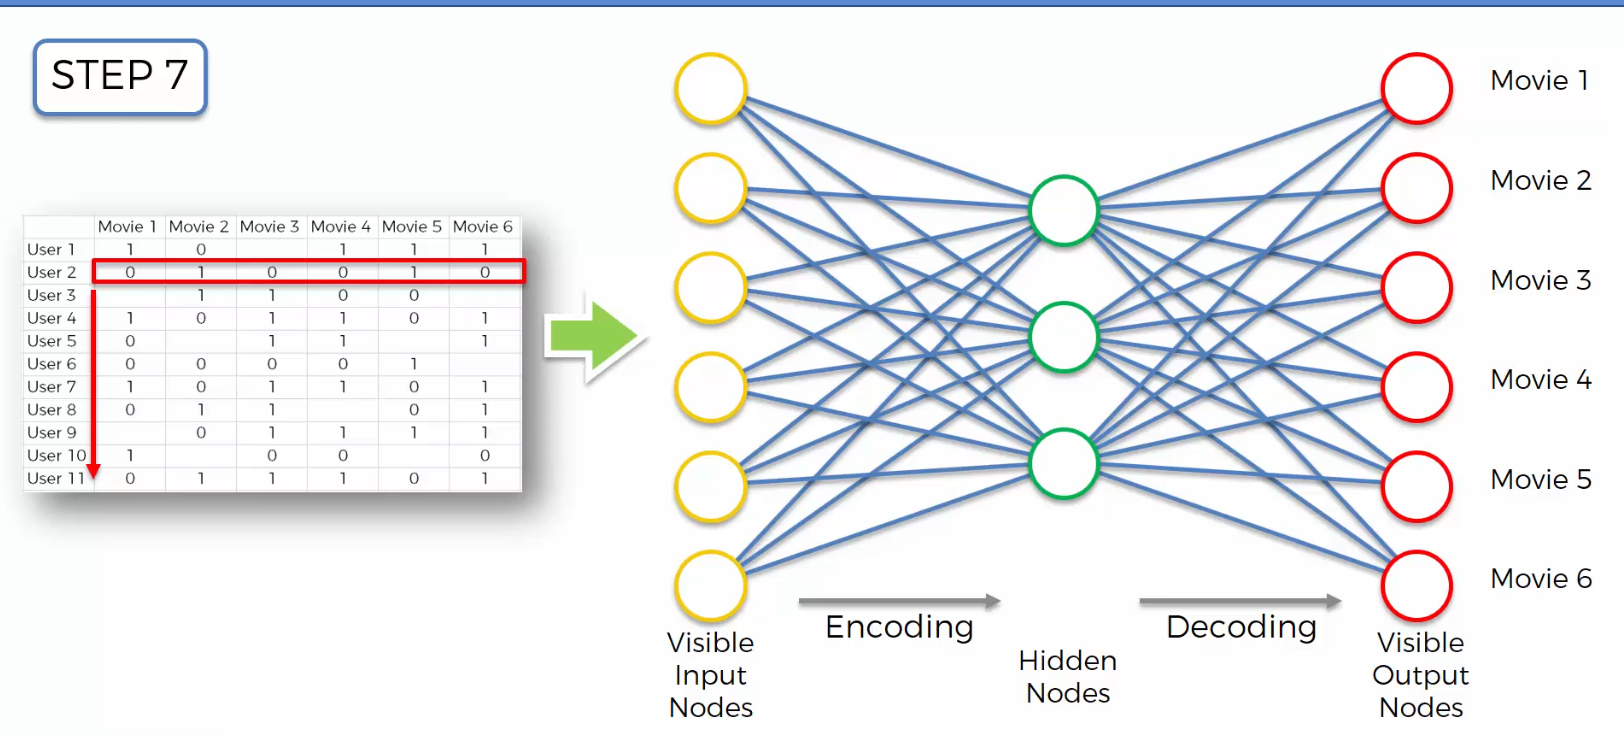 STEP 7
Movie 1 Movie 2 Movie 3 Movie 4 Movie 5 Movie 6
User 1 1 0 1 1 1
User 2 0 1 0 0 1 0
User 3 1 1 0 0
User 4 1 0 1 1 0 1
User 5 0 1 1 1
User 6 0 0 0 0 1
User 7 1 0 1 1 0 1
User 8 0 1 1 0 1
User 9 0 1 1 1 1
User 10 1 0 0 0
User 11 0 1 1 1 0 1
Movie 1
Movie 2
Movie 3
Movie 4
Movie 5
Movie 6
Visible
Input
Nodes
Encoding
Hidden
Nodes
Decoding
Visible
Output
Nodes